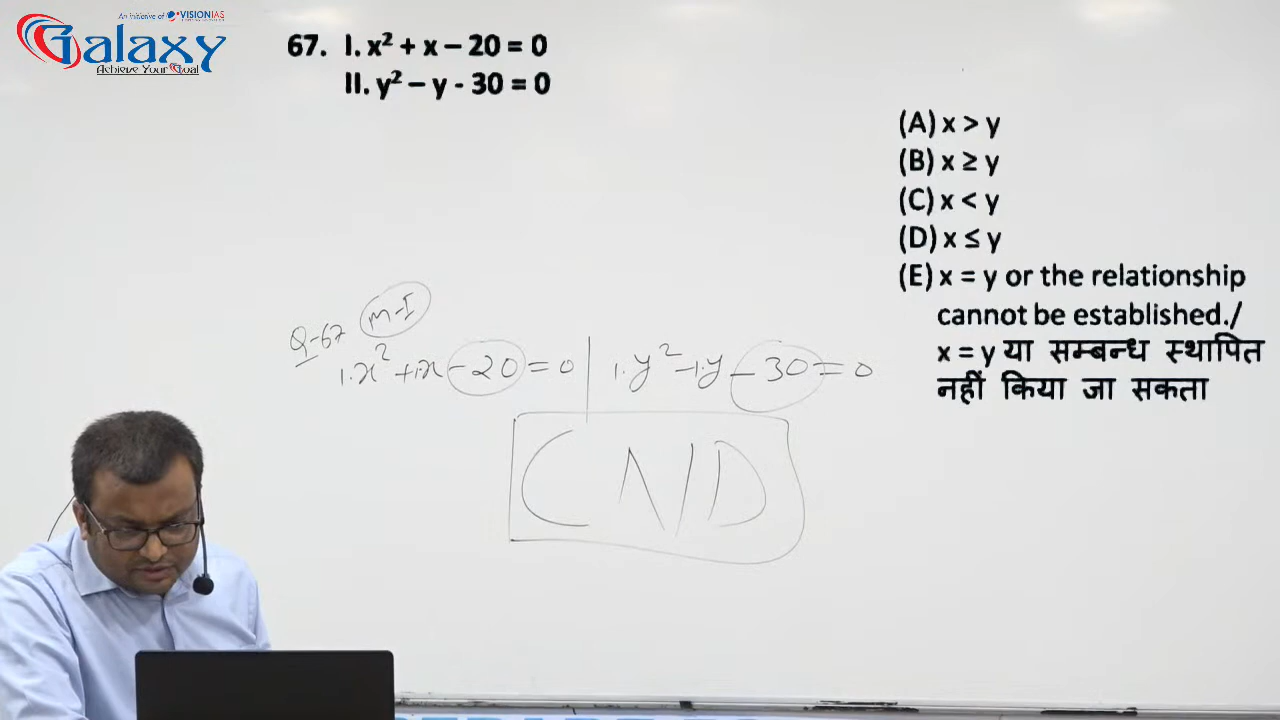 An initiative of VISIONIAS
Galaxy
Achieve Your Goal
67. I. x² + x – 20 = 0
II. y² – y - 30 = 0
(A) x > y
(B) x ≥ y
(C) x < y
(D) x ≤ y
(E) x = y or the relationship
cannot be established./
x = y या सम्बन्ध स्थापित
नहीं किया जा सकता
Q-67 M-I
1.x² +1x – 20 = 0 | 1.y² –1.y – 30 = 0
CND